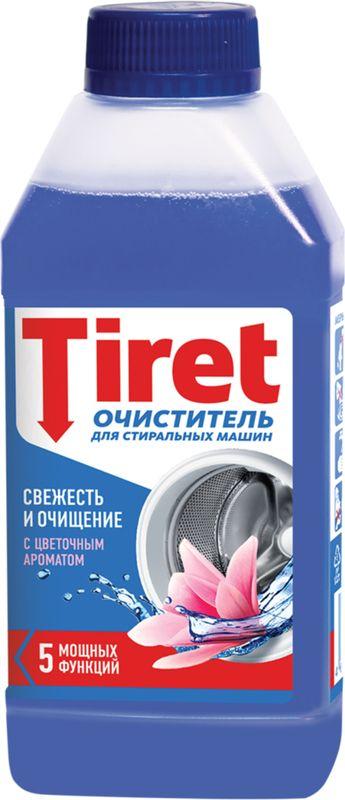 Tiret
ОЧИСТИТЕЛЬ
ДЛЯ СТИРАЛЬНЫХ МАШИН
СВЕЖЕСТЬ
И ОЧИЩЕНИЕ
С ЦВЕТОЧНЫМ
АРОМАТОМ
5 МОЩНЫХ
ФУНКЦИЙ